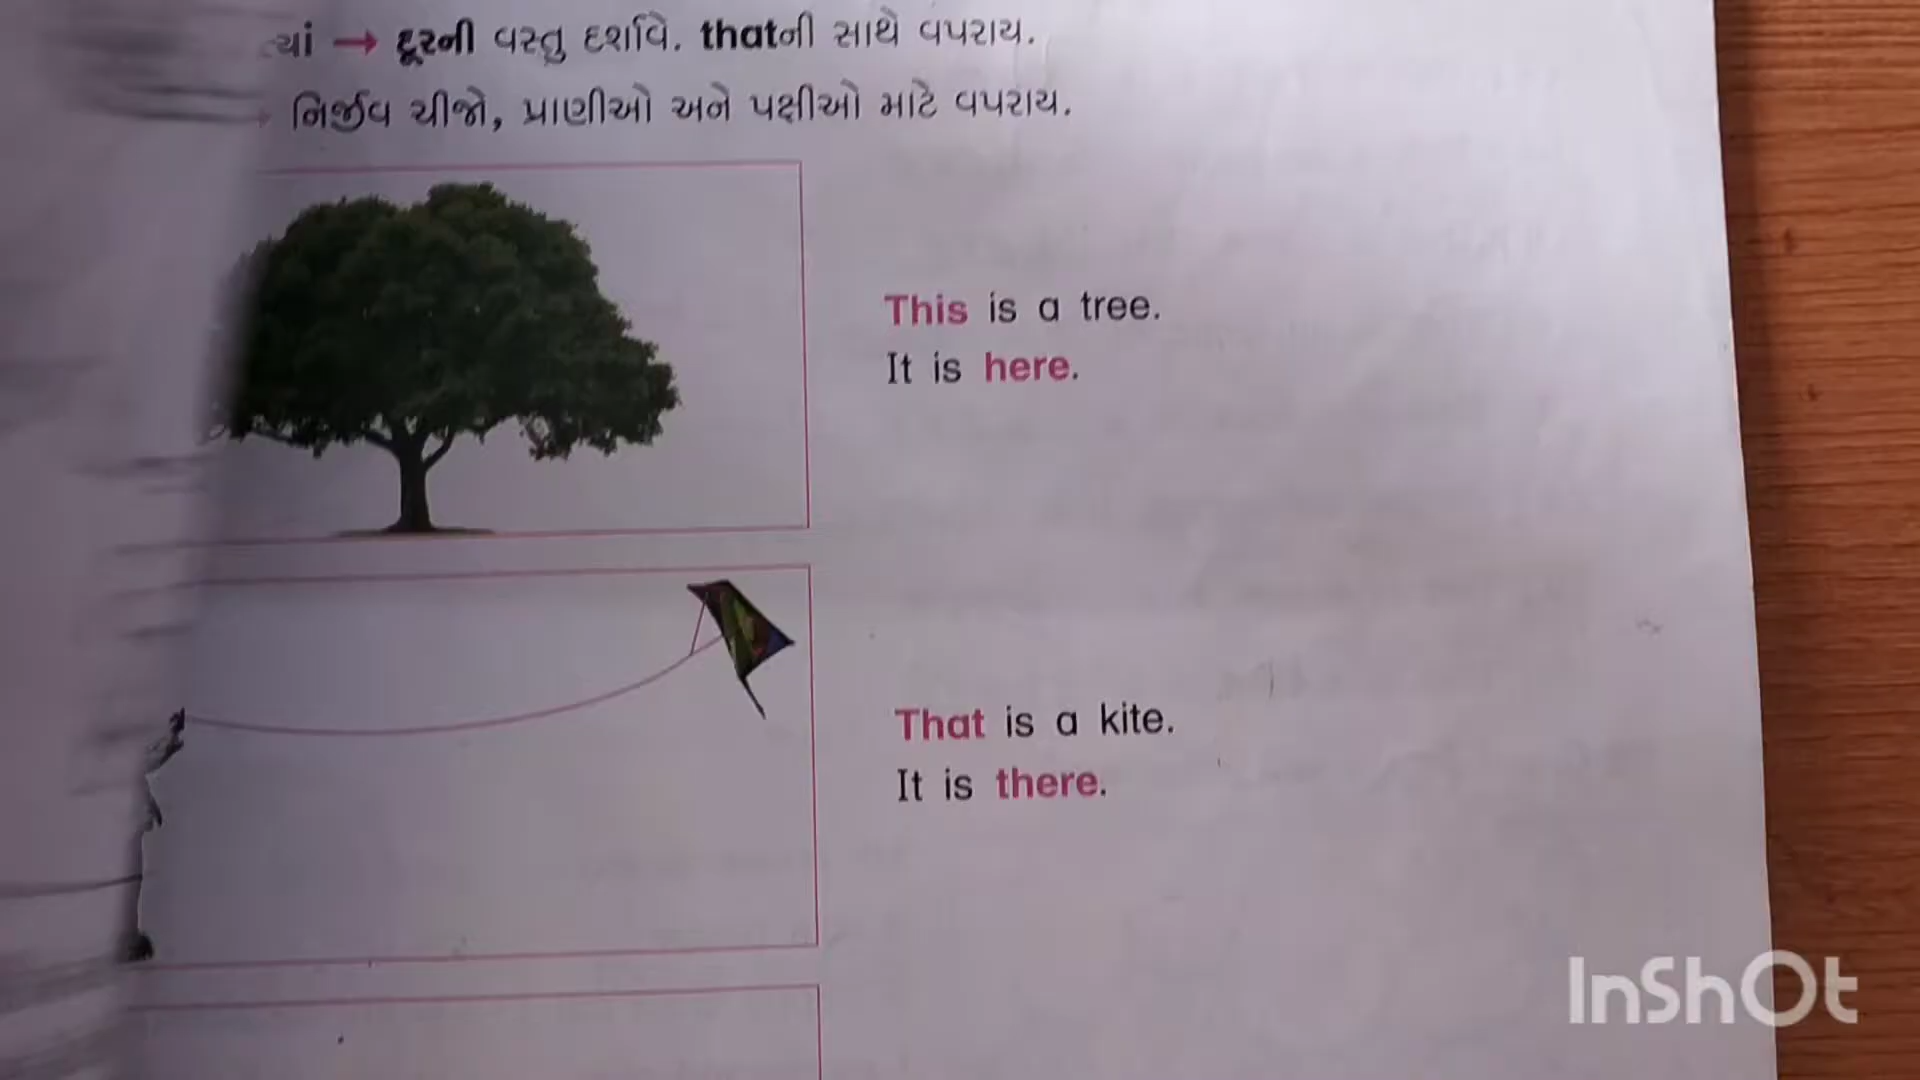 → દૂરની વસ્તુ દર્શાવે. thatની સાથે વપરાય.
નિર્જીવ ચીજો, પ્રાણીઓ અને પક્ષીઓ માટે વપરાય.
This is a tree.
It is here.
That is a kite.
It is there.
InShOt